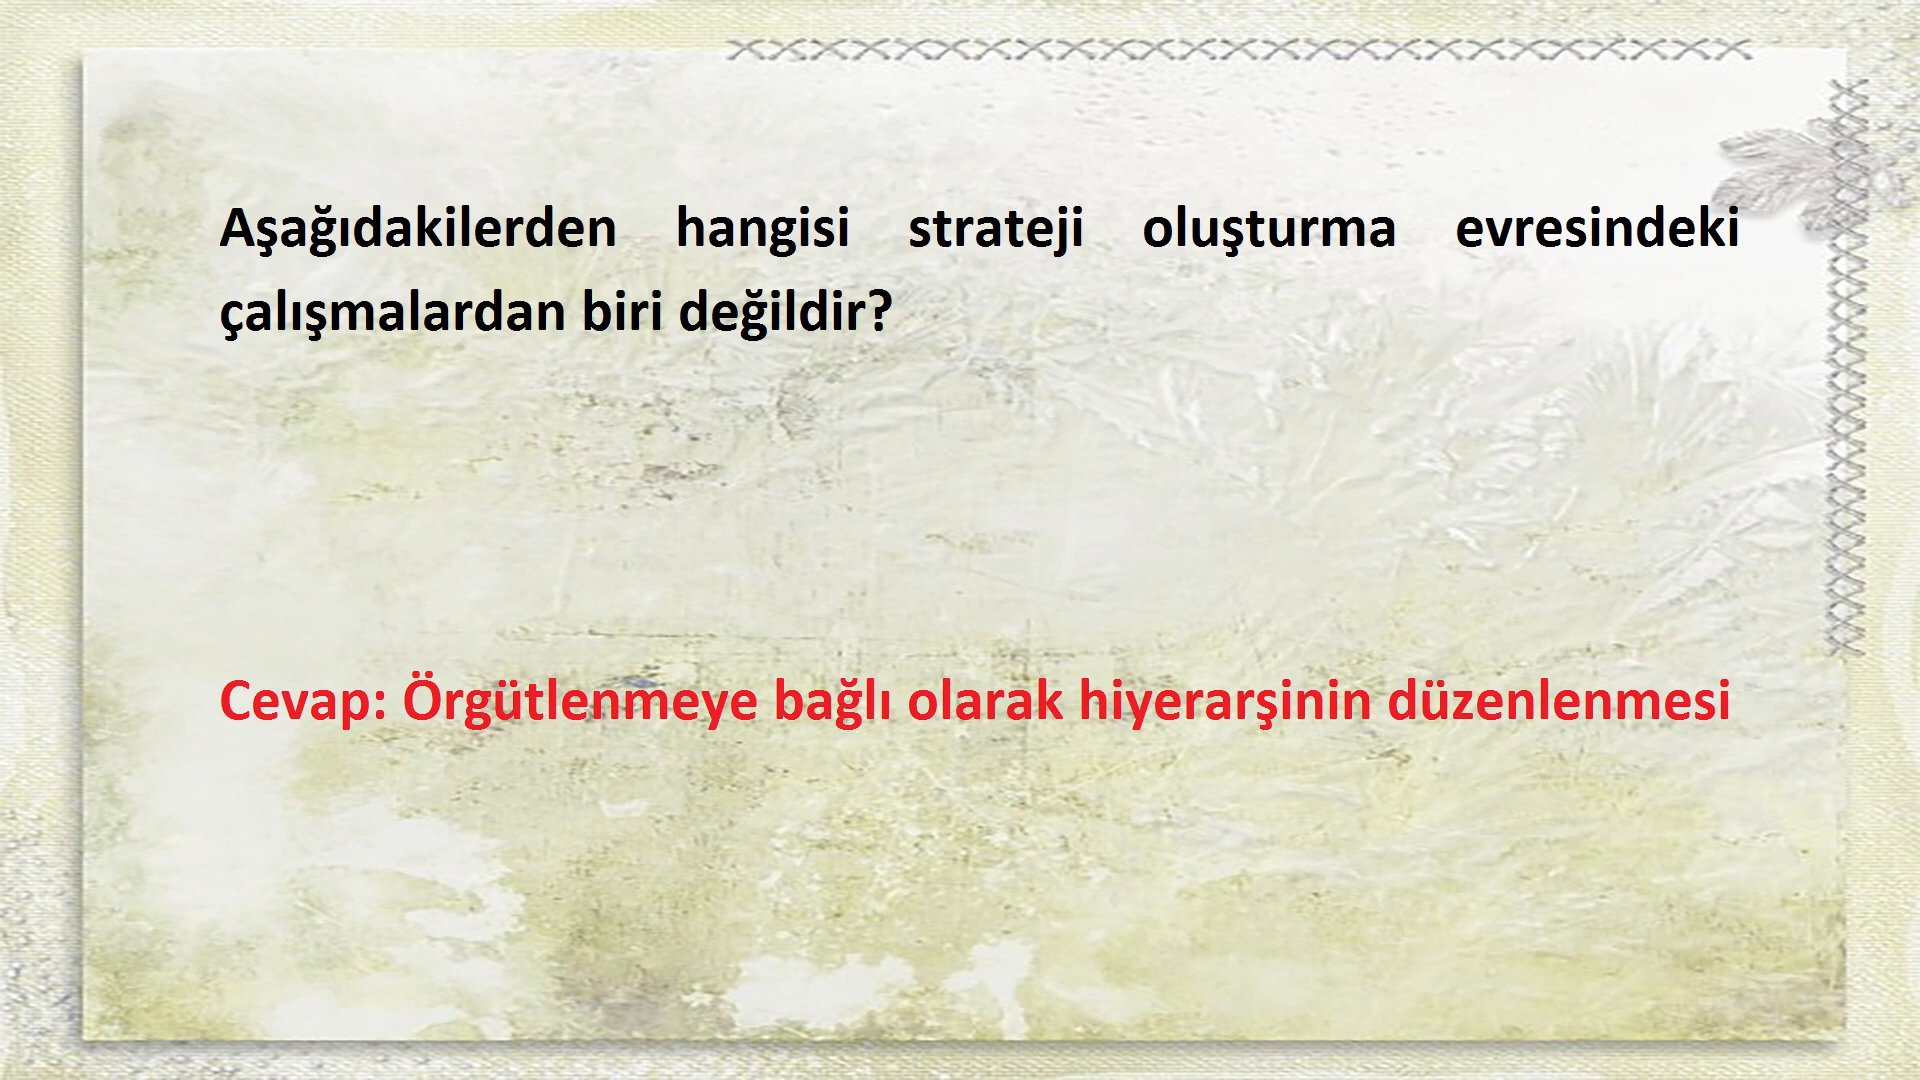 Aşağıdakilerden hangisi strateji oluşturma evresindeki
çalışmalardan biri değildir?
Cevap: Örgütlenmeye bağlı olarak hiyerarşinin düzenlenmesi